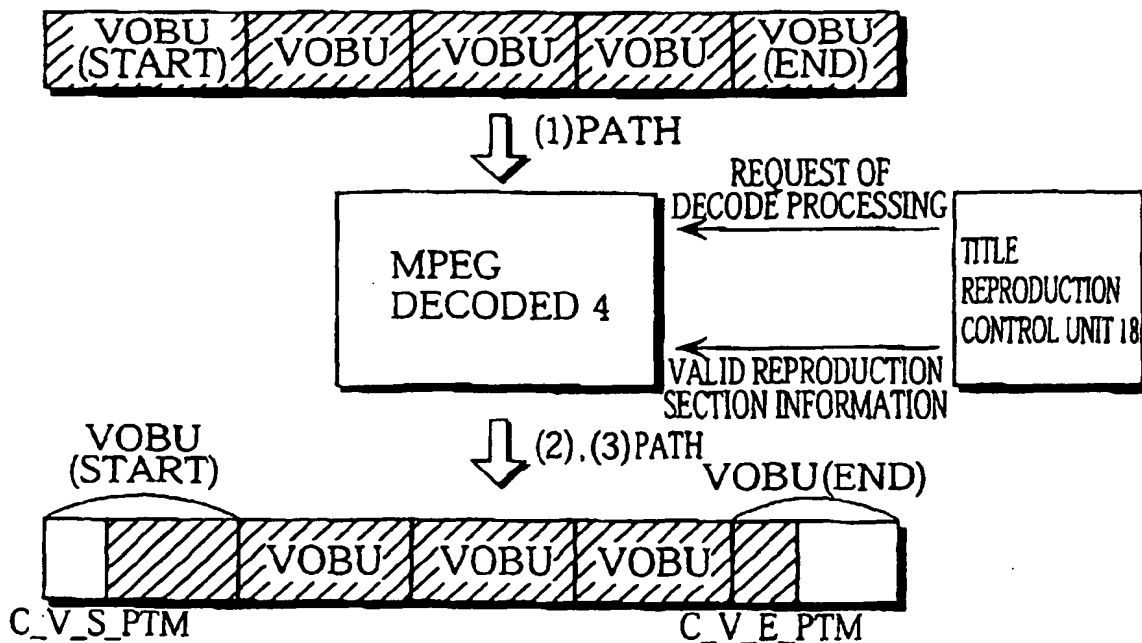 VOBU
(START)
VOBU
VOBU
VOBU
VOBU
(END)
(1)PATH
REQUEST OF
DECODE PROCESSING
MPEG
DECODED 4
TITLE
REPRODUCTION
CONTROL UNIT 18
VALID REPRODUCTION
SECTION INFORMATION
(2),(3)PATH
VOBU
(START)
VOBU(END)
VOBU
VOBU
VOBU
C_V_S_PTM
C_V_E_PTM